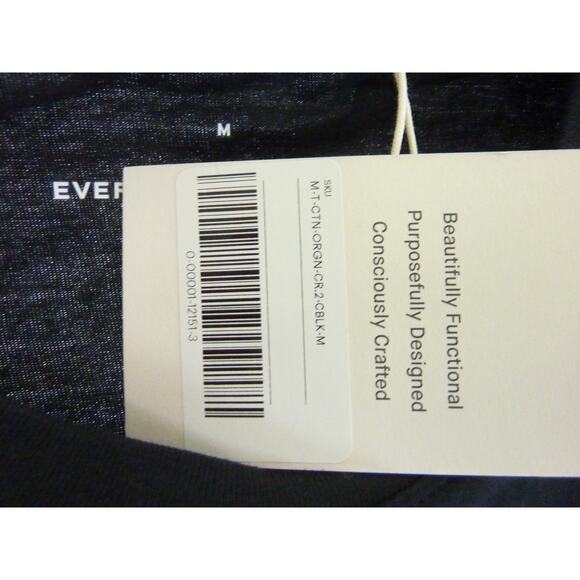 M
EVER
SKU
M-T-CTN-ORGN-CR.2-CBLK-M
0-00001-12151-3
Beautifully Functional
Purposefully Designed
Consciously Crafted